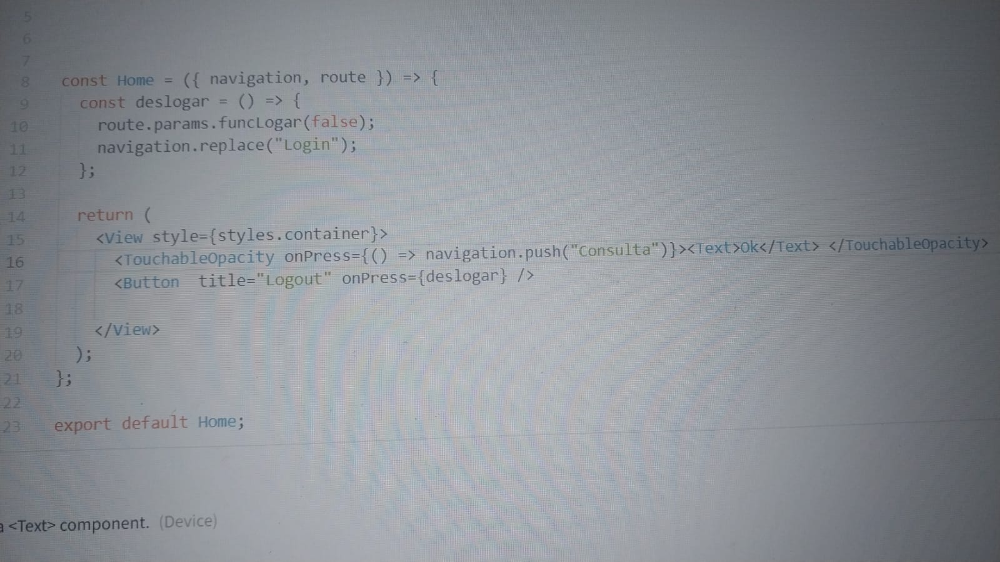 5
6
7
8 const Home = ({ navigation, route }) => {
9 const deslogar = () => {
10 route.params.funcLogar(false);
11 navigation.replace("Login");
12 };
13
14 return (
15 <View style={styles.container}>
16 <TouchableOpacity onPress={() => navigation.push("Consulta")}><Text>Ok</Text> </TouchableOpacity>
17 <Button  title="Logout" onPress={deslogar} />
18
19 </View>
20 );
21 };
22
23 export default Home;
a <Text> component. (Device)